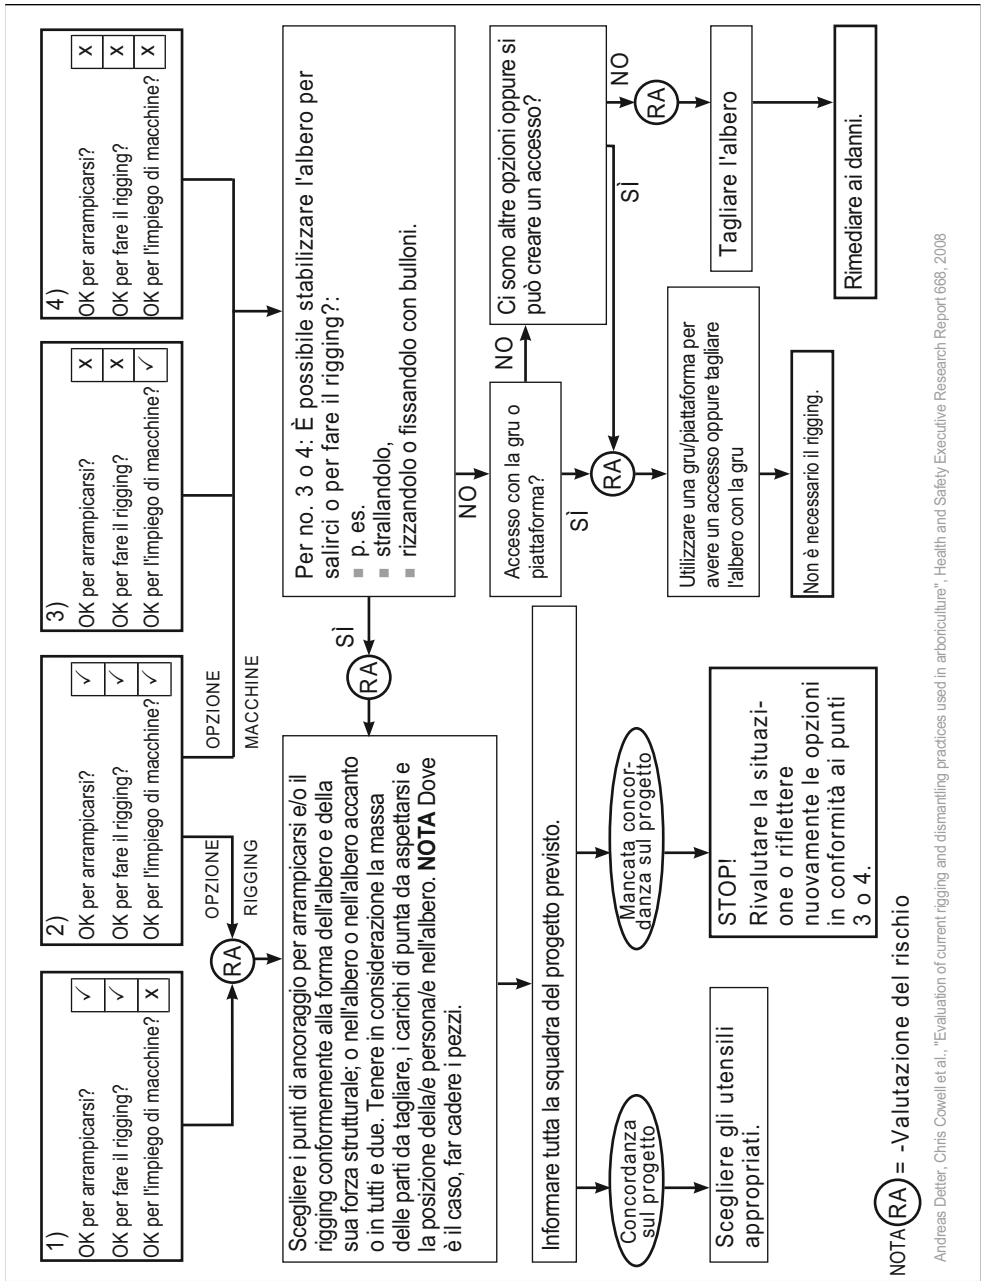 1)
OK per arrampicarsi? ✓
OK per fare il rigging? ✓
OK per l'impiego di macchine? X
2)
OK per arrampicarsi? ✓
OK per fare il rigging? ✓
OK per l'impiego di macchine? ✓
3)
OK per arrampicarsi? X
OK per fare il rigging? X
OK per l'impiego di macchine? ✓
4)
OK per arrampicarsi? X
OK per fare il rigging? X
OK per l'impiego di macchine? X
OPZIONE
RIGGING
OPZIONE
MACCHINE
RA
Scegliere i punti di ancoraggio per arrampicarsi e/o il
rigging conformemente alla forma dell'albero e della
sua forza strutturale; o nell'albero o nell'albero accanto
o in tutti e due. Tenere in considerazione la massa
delle parti da tagliare, i carichi di punta da aspettarsi e
la posizione della/e persona/e nell'albero. NOTA Dove
è il caso, far cadere i pezzi.
RA
SÌ
Per no. 3 o 4: È possibile stabilizzare l'albero per
salirci o per fare il rigging?:
■ p. es.
■ strallandolo,
■ rizzandolo o fissandolo con bulloni.
NO
Accesso con la gru o
piattaforma?
NO
SÌ
Ci sono altre opzioni oppure si
può creare un accesso?
NO
SÌ
RA
RA
Informare tutta la squadra del progetto previsto.
Concordanza
sul progetto
Mancata concor-
danza sul progetto
Scegliere gli utensili
appropriati.
STOP!
Rivalutare la situazi-
one o riflettere
nuovamente le opzioni
in conformità ai punti
3 o 4.
Utilizzare una gru/piattaforma per
avere un accesso oppure tagliare
l'albero con la gru
Non è necessario il rigging.
Tagliare l'albero
Rimediare ai danni.
NOTA RA = -Valutazione del rischio
Andreas Detter, Chris Cowell et al., "Evaluation of current rigging and dismantling practices used in arboriculture", Health and Safety Executive Research Report 668, 2008